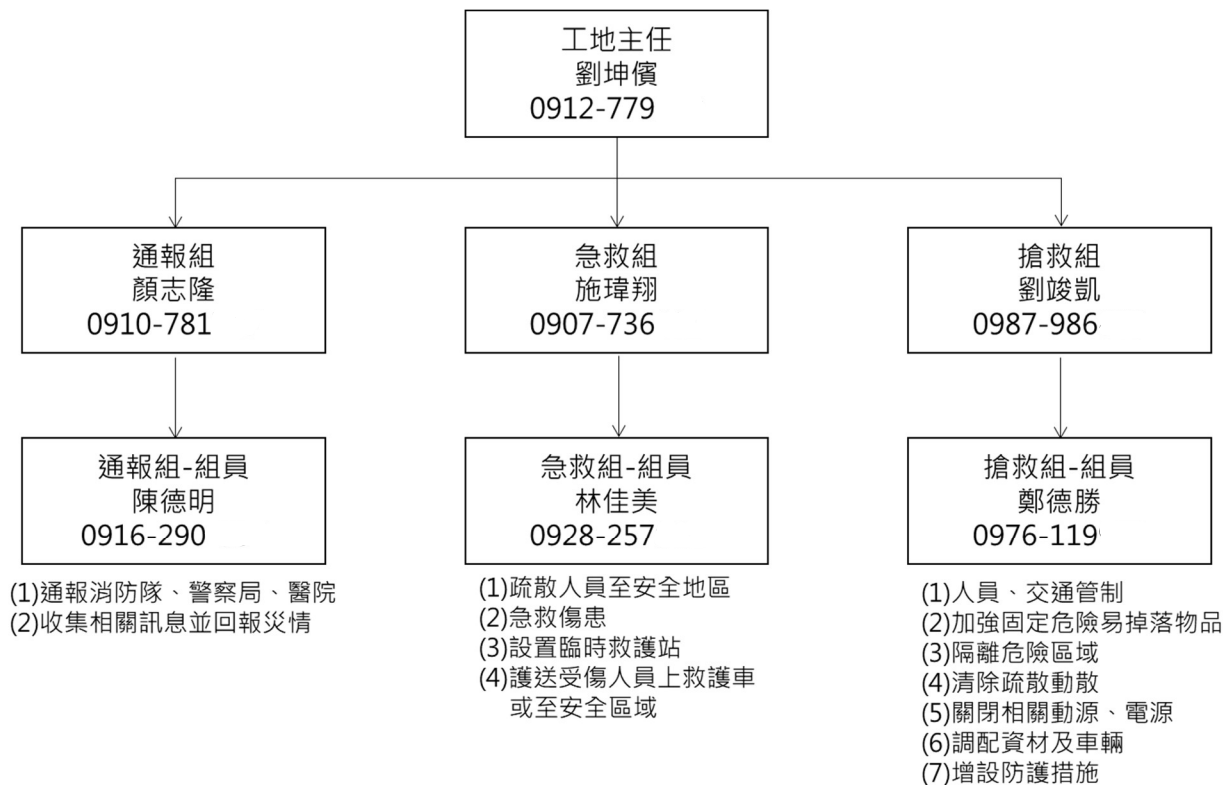 工地主任
劉坤儐
0912-779
通報組
顏志隆
0910-781
急救組
施瑋翔
0907-736
搶救組
劉竣凱
0987-986
通報組-組員
陳德明
0916-290
急救組-組員
林佳美
0928-257
搶救組-組員
鄭德勝
0976-119
(1)通報消防隊、警察局、醫院
(2)收集相關訊息並回報災情
(1)疏散人員至安全地區
(2)急救傷患
(3)設置臨時救護站
(4)護送受傷人員上救護車
或至安全區域
(1)人員、交通管制
(2)加強固定危險易掉落物品
(3)隔離危險區域
(4)清除疏散動散
(5)關閉相關動源、電源
(6)調配資材及車輛
(7)增設防護措施